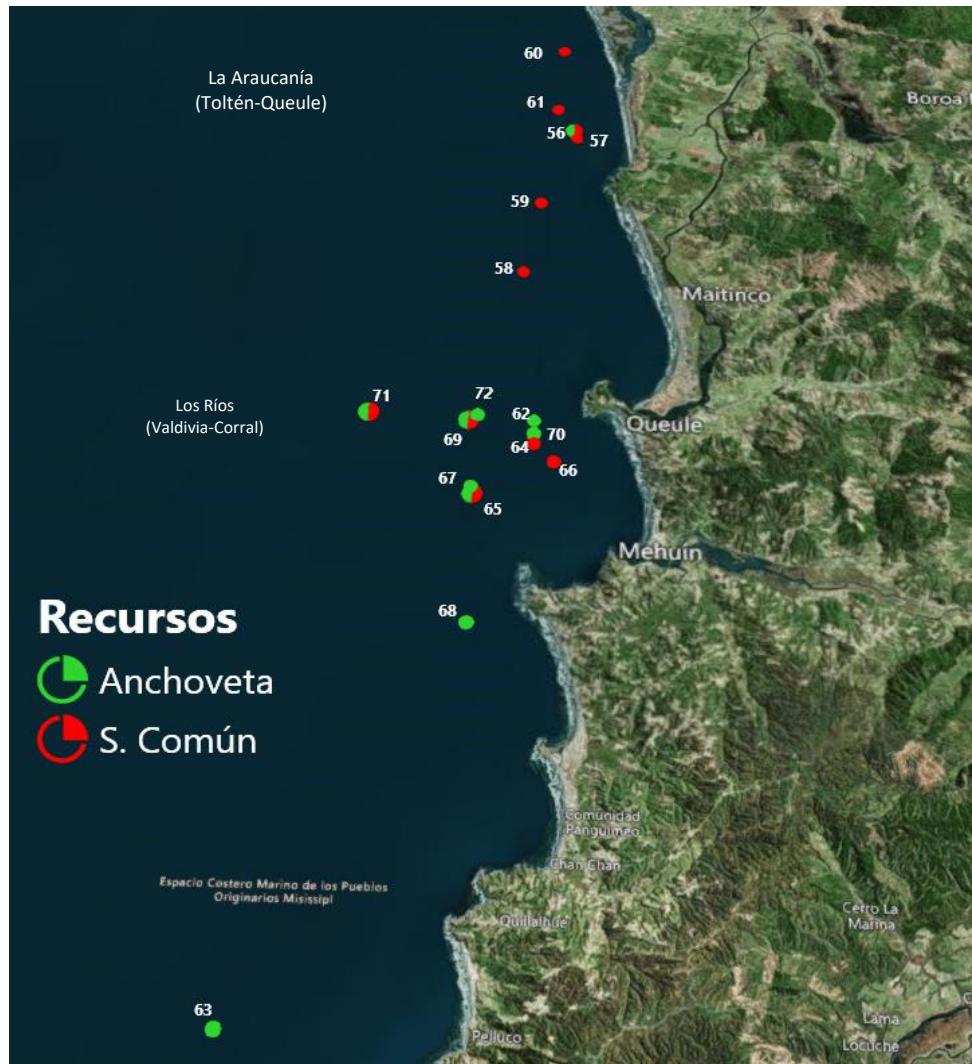 60
La Araucanía
(Toltén-Queule)
61
56
57
59
58
Maitinco
71
72
Los Ríos
(Valdivia-Corral)
69
62
70
64
66
Queule
67
65
Mehuin
68
Recursos
Anchoveta
S. Común
Comunidad
Panguimeo
Chan Chan
Espacio Costero Marino de los Pueblos
Originarios Misissipi
Quillalhue
Cerro La
Marina
63
Pelluco
Lama
Locuche
Boroa